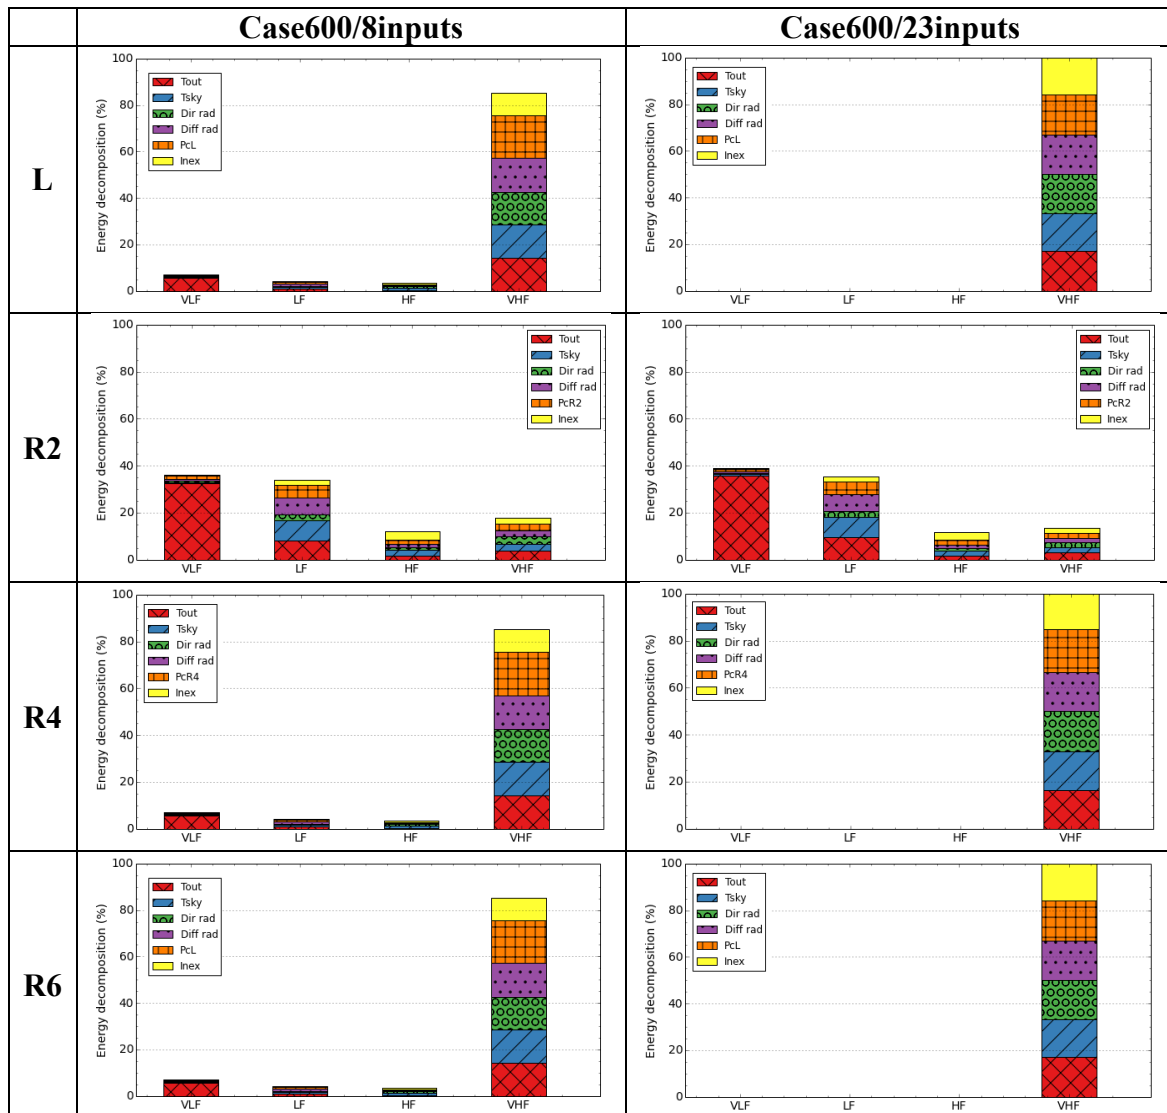 Case600/8inputs
Case600/23inputs
L
Energy decomposition (%)
100
80
60
40
20
0
Tout
Tsky
Dir rad
Diff rad
PcL
Inex
VLF
LF
HF
VHF
Energy decomposition (%)
100
80
60
40
20
0
Tout
Tsky
Dir rad
Diff rad
PcL
Inex
VLF
LF
HF
VHF
R2
Energy decomposition (%)
100
80
60
40
20
0
Tout
Tsky
Dir rad
Diff rad
PcR2
Inex
VLF
LF
HF
VHF
Energy decomposition (%)
100
80
60
40
20
0
Tout
Tsky
Dir rad
Diff rad
PcR2
Inex
VLF
LF
HF
VHF
R4
Energy decomposition (%)
100
80
60
40
20
0
Tout
Tsky
Dir rad
Diff rad
PcR4
Inex
VLF
LF
HF
VHF
Energy decomposition (%)
100
80
60
40
20
0
Tout
Tsky
Dir rad
Diff rad
PcR4
Inex
VLF
LF
HF
VHF
R6
Energy decomposition (%)
100
80
60
40
20
0
Tout
Tsky
Dir rad
Diff rad
PcL
Inex
VLF
LF
HF
VHF
Energy decomposition (%)
100
80
60
40
20
0
Tout
Tsky
Dir rad
Diff rad
PcL
Inex
VLF
LF
HF
VHF